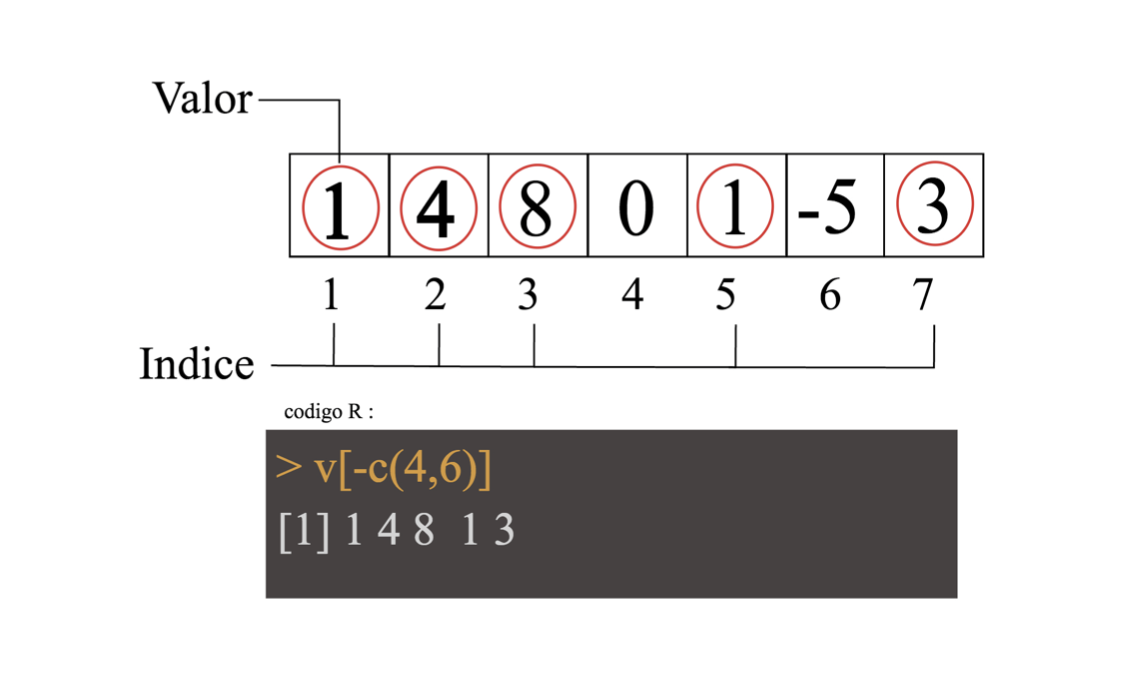 Valor
1 4 8 0 1 -5 3
1 2 3 4 5 6 7
Indice
codigo R :
> v[-c(4,6)]
[1] 1 4 8 1 3